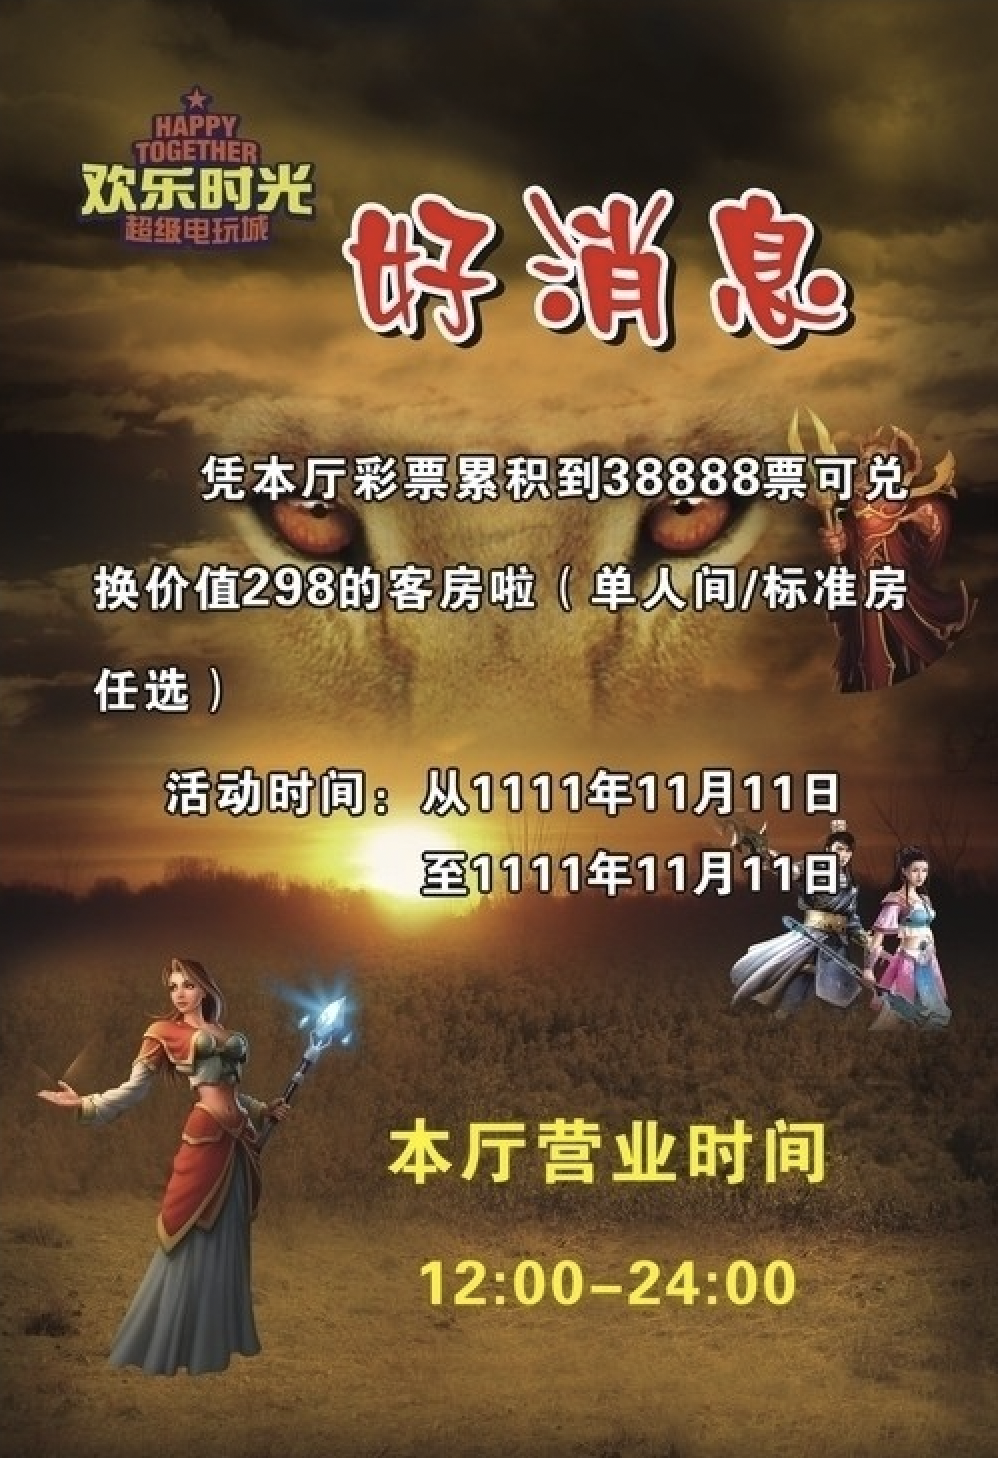 HAPPY
TOGETHER
欢乐时光
超级电玩城
好消息
凭本厅彩票累积到38888票可兑
换价值298的客房啦（单人间/标准房
任选）
活动时间：从1111年11月11日
至1111年11月11日
本厅营业时间
12:00-24:00